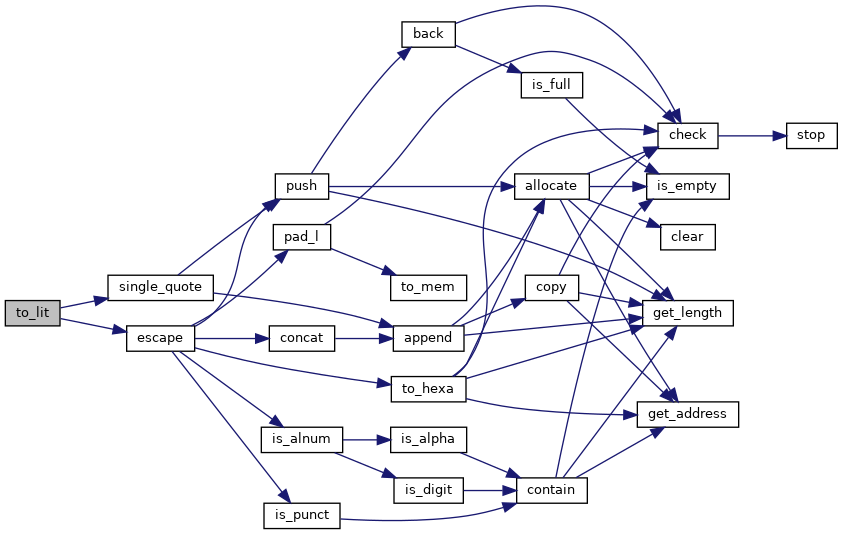 back
is_full
check
stop
push
allocate
is_empty
pad_l
clear
single_quote
to_mem
copy
to_lit
get_length
escape
concat
append
to_hexa
get_address
is_alnum
is_alpha
is_digit
contain
is_punct